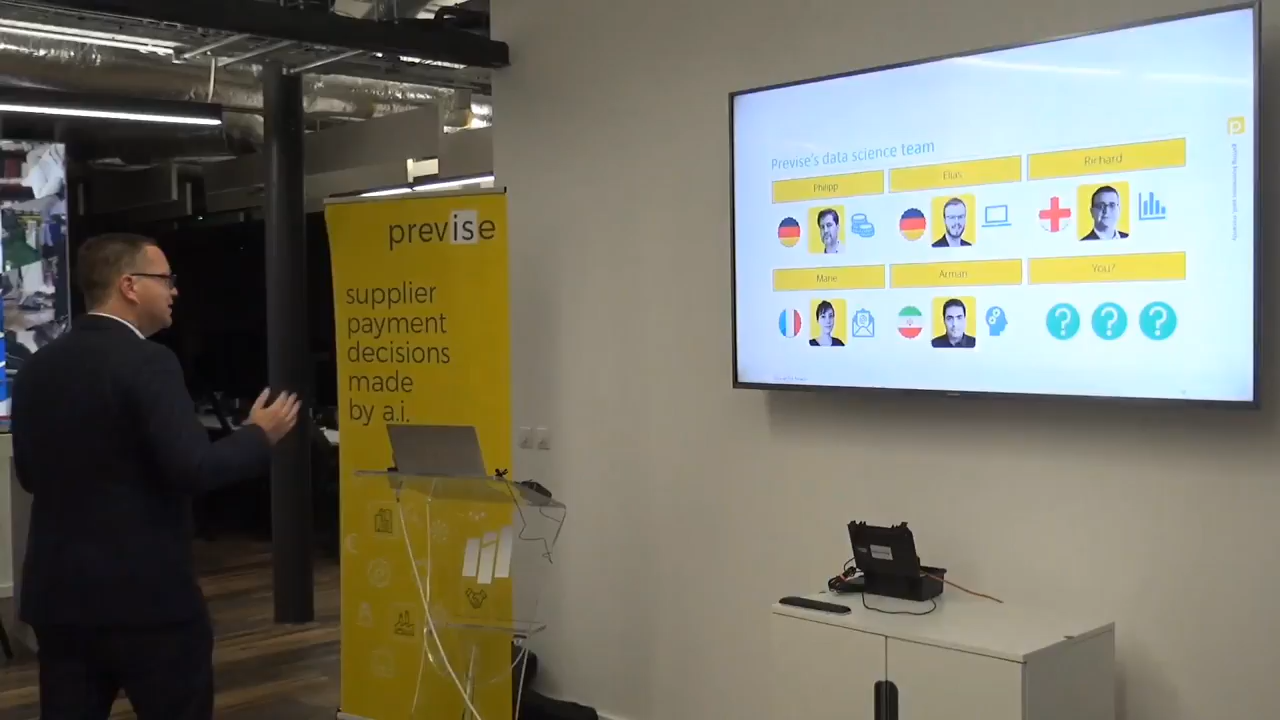 previse
supplier
payment
decisions
made
by a.i.
Previse's data science team
Philipp
Elias
Richard
Marie
Arman
You?
? ? ?
p